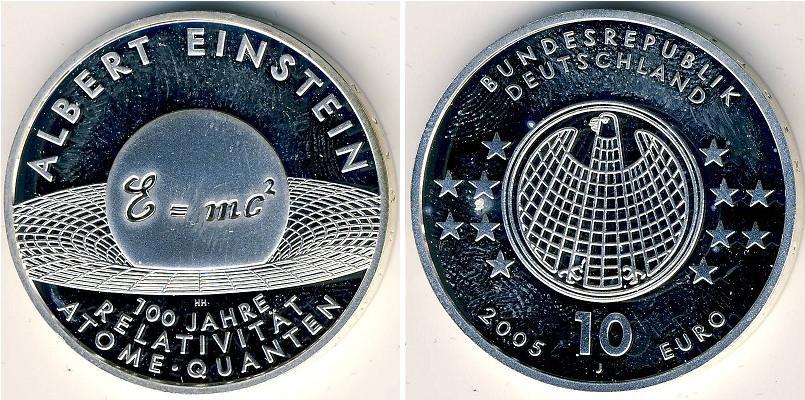 ALBERT EINSTEIN
E = mc²
HH
100 JAHRE
RELATIVITÄT
ATOME·QUANTEN
BUNDESREPUBLIK
DEUTSCHLAND
2005 10 EURO
J